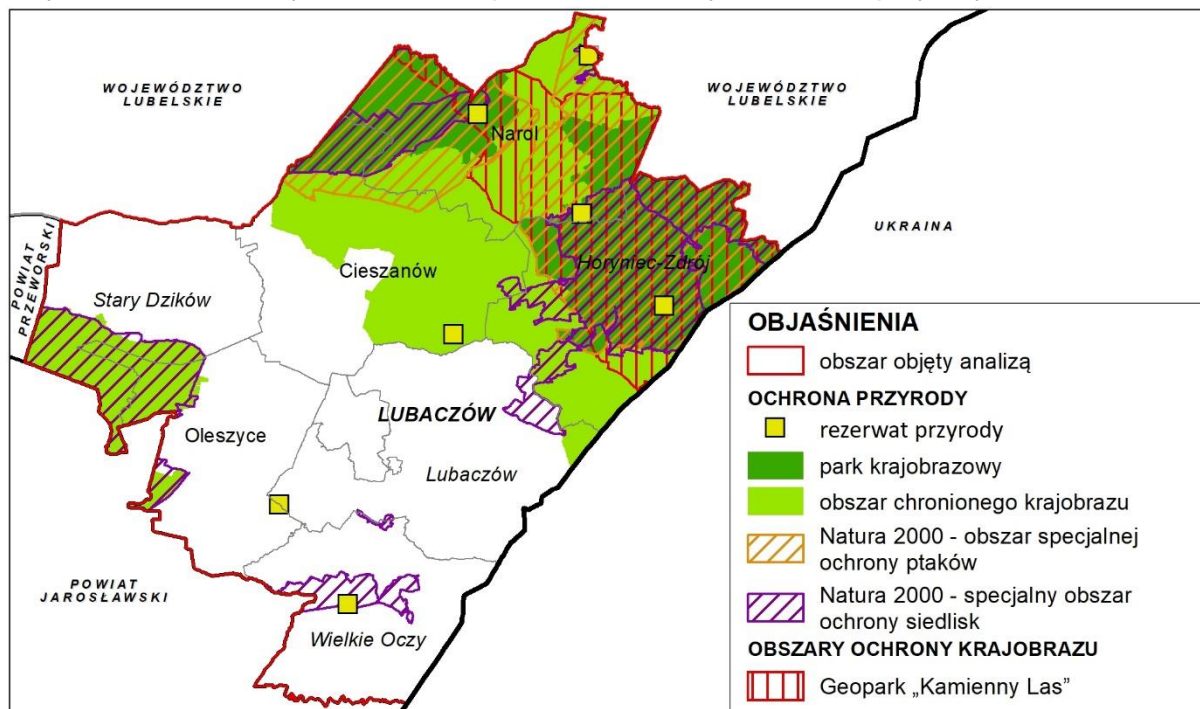 WOJEWÓDZTWO
LUBELSKIE
WOJEWÓDZTWO
LUBELSKIE
Narol
UKRAINA
POWIAT
PRZEWORSKI
Stary Dzików
Cieszanów
Horyniec-Zdrój
LUBACZÓW
Oleszyce
Lubaczów
POWIAT
JAROSŁAWSKI
Wielkie Oczy
OBJAŚNIENIA
obszar objęty analizą
OCHRONA PRZYRODY
rezerwat przyrody
park krajobrazowy
obszar chronionego krajobrazu
Natura 2000 - obszar specjalnej
ochrony ptaków
Natura 2000 - specjalny obszar
ochrony siedlisk
OBSZARY OCHRONY KRAJOBRAZU
Geopark „Kamienny Las”